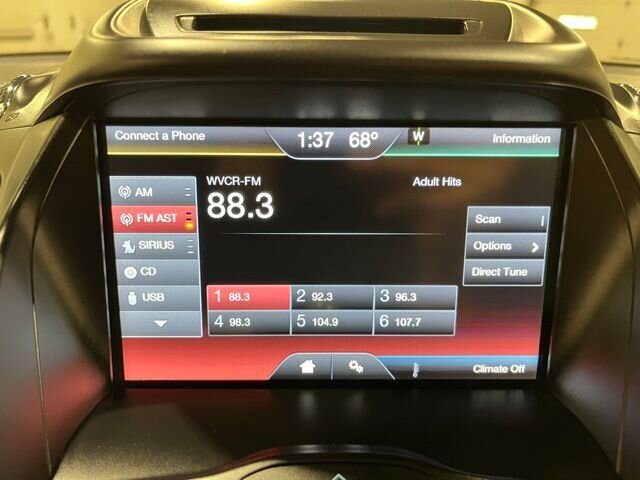 Connect a Phone
1:37 68°
W
Information
WVCR-FM
Adult Hits
88.3
AM
FM AST
SIRIUS
CD
USB
Scan
Options
Direct Tune
1 88.3 2 92.3 3 96.3
4 98.3 5 104.9 6 107.7
Climate Off